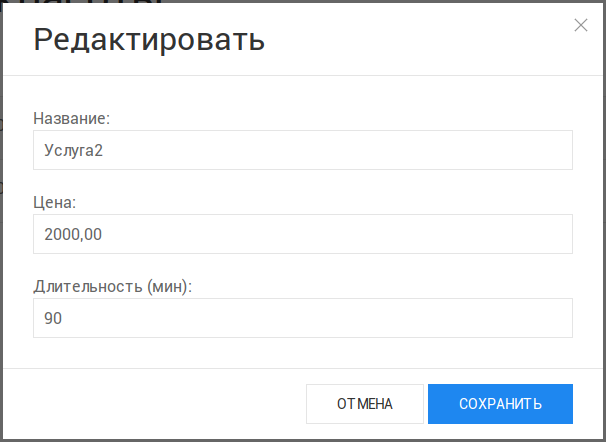 Редактировать
Название:
Услуга2
Цена:
2000,00
Длительность (мин):
90
ОТМЕНА
СОХРАНИТЬ